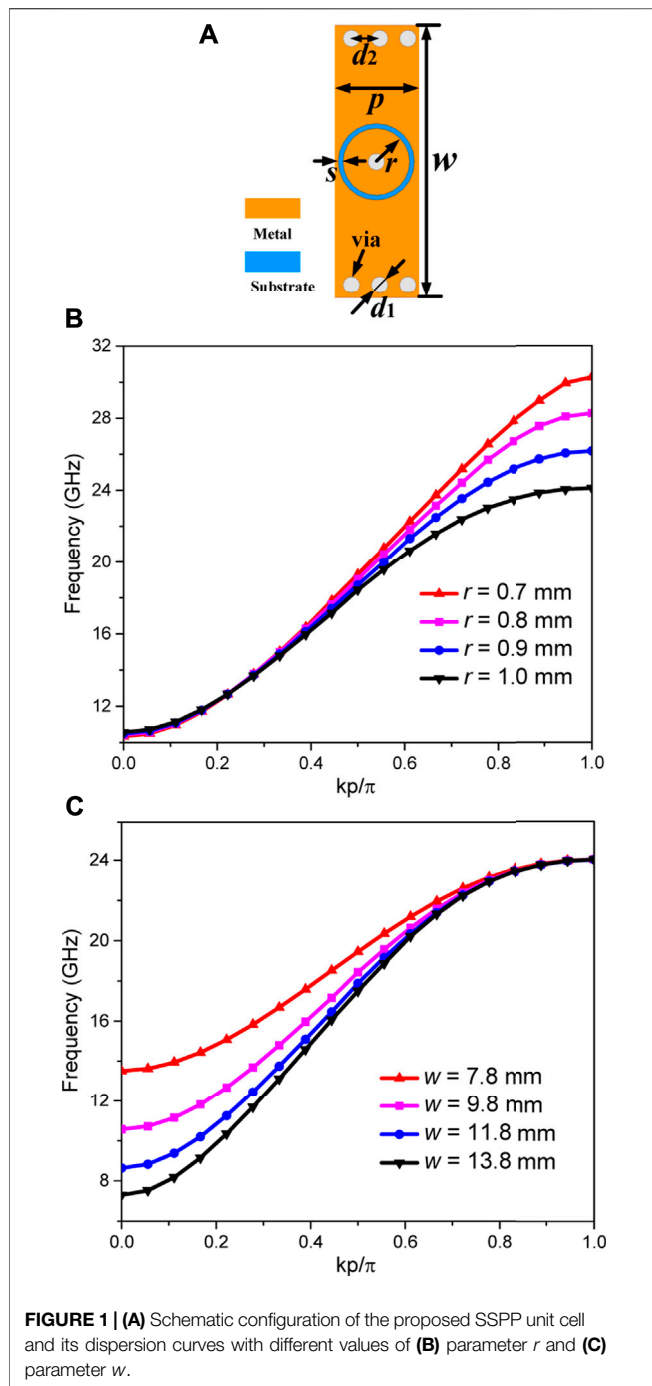 A
d2
p
w
s
r
Metal
via
Substrate
d1
B
32
28
24
20
16
12
Frequency (GHz)
r = 0.7 mm
r = 0.8 mm
r = 0.9 mm
r = 1.0 mm
0.0 0.2 0.4 0.6 0.8 1.0
kp/π
C
24
20
16
12
8
Frequency (GHz)
w = 7.8 mm
w = 9.8 mm
w = 11.8 mm
w = 13.8 mm
0.0 0.2 0.4 0.6 0.8 1.0
kp/π
FIGURE 1 | (A) Schematic configuration of the proposed SSPP unit cell
and its dispersion curves with different values of (B) parameter r and (C)
parameter w.